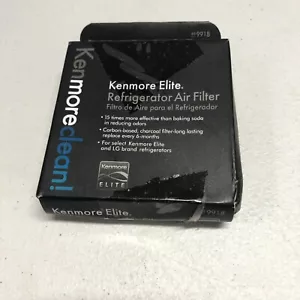 #9918
Kenmoreclean!
Kenmore Elite.
Refrigerator Air Filter
Filtro de Aire para el Refrigerador
• 15 times more effective than baking soda
in reducing odors
• Carbon-based, charcoal filter-long lasting
replace every 6-months
• For select Kenmore Elite
and LG brand refrigerators
Kenmore
ELITE
Kenmore Elite.
9918